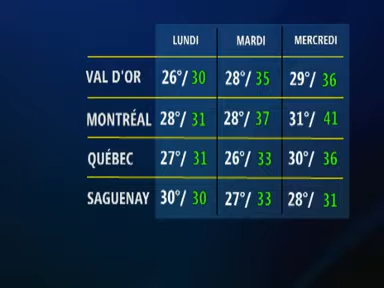 LUNDI MARDI MERCREDI
VAL D'OR 26°/ 30 28°/ 35 29°/ 36
MONTRÉAL 28°/ 31 28°/ 37 31°/ 41
QUÉBEC 27°/ 31 26°/ 33 30°/ 36
SAGUENAY 30°/ 30 27°/ 33 28°/ 31